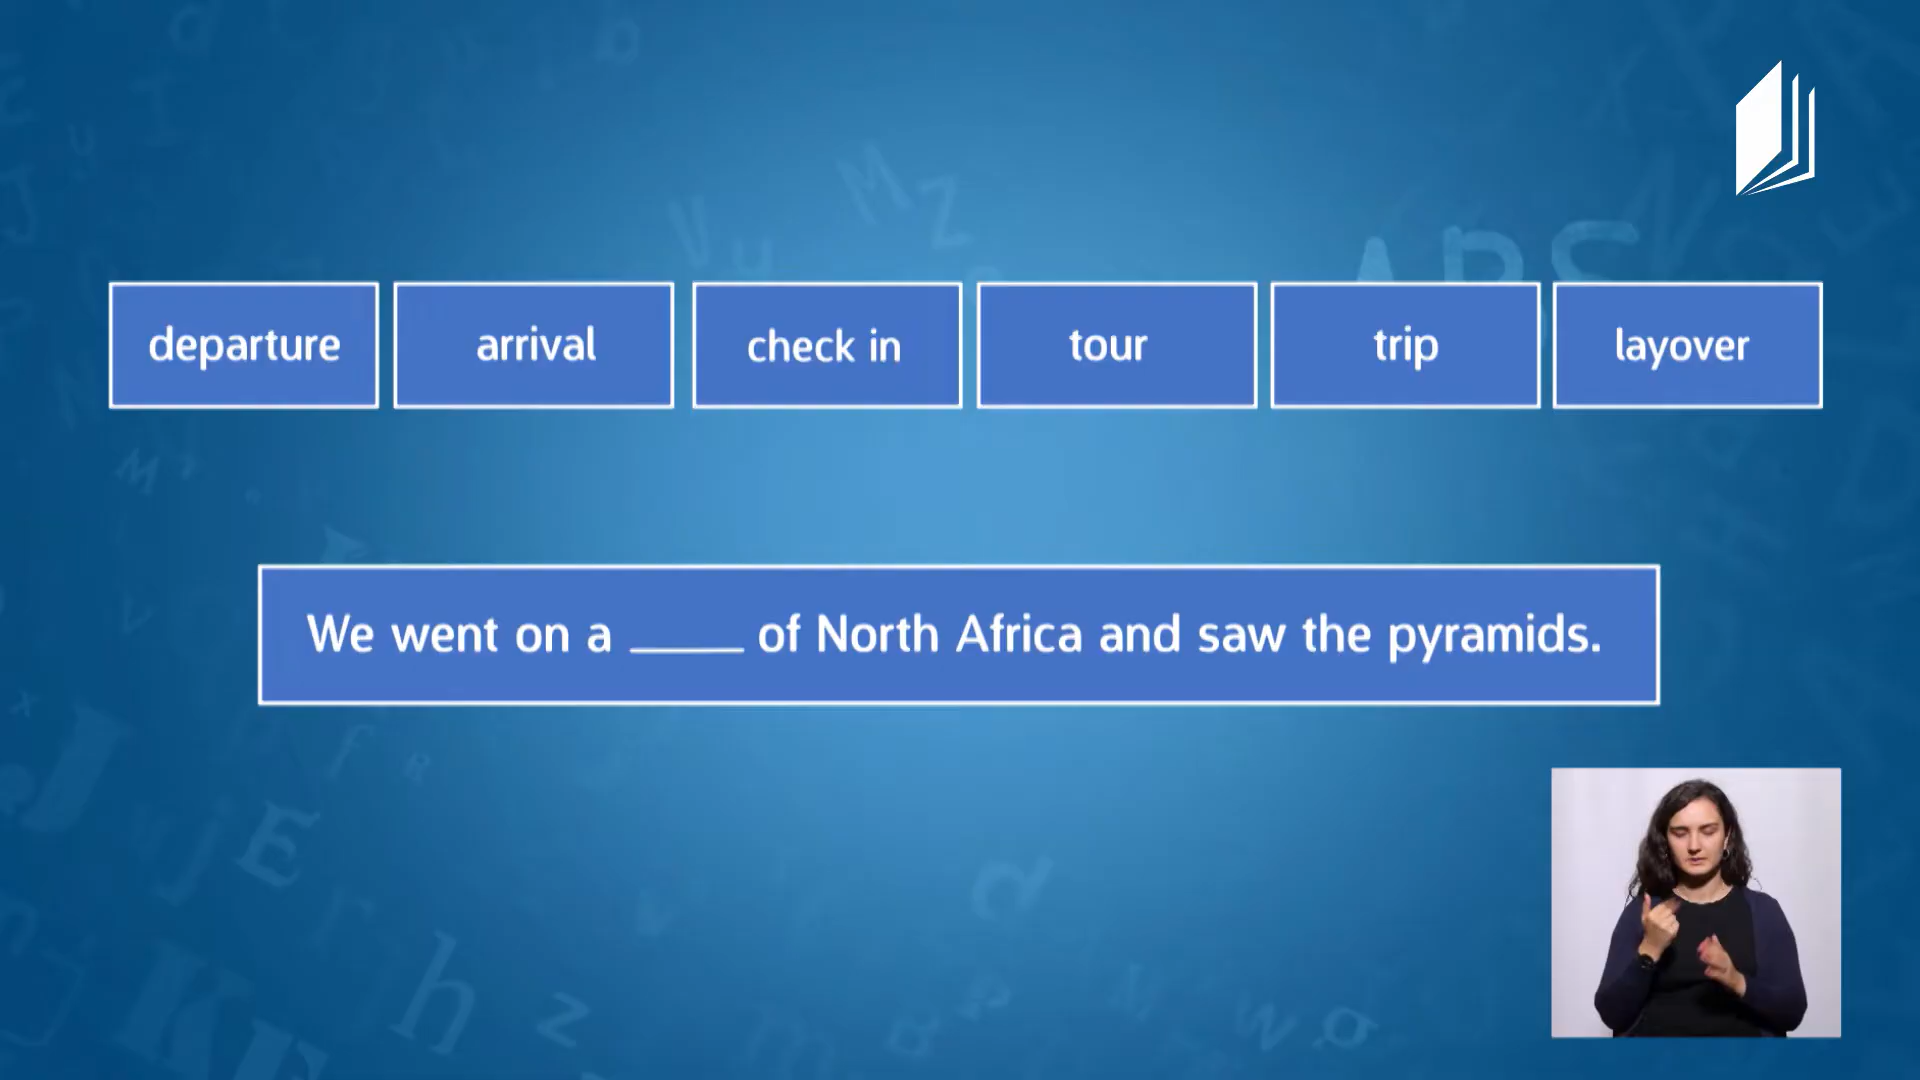 departure
arrival
check in
tour
trip
layover
We went on a _____ of North Africa and saw the pyramids.